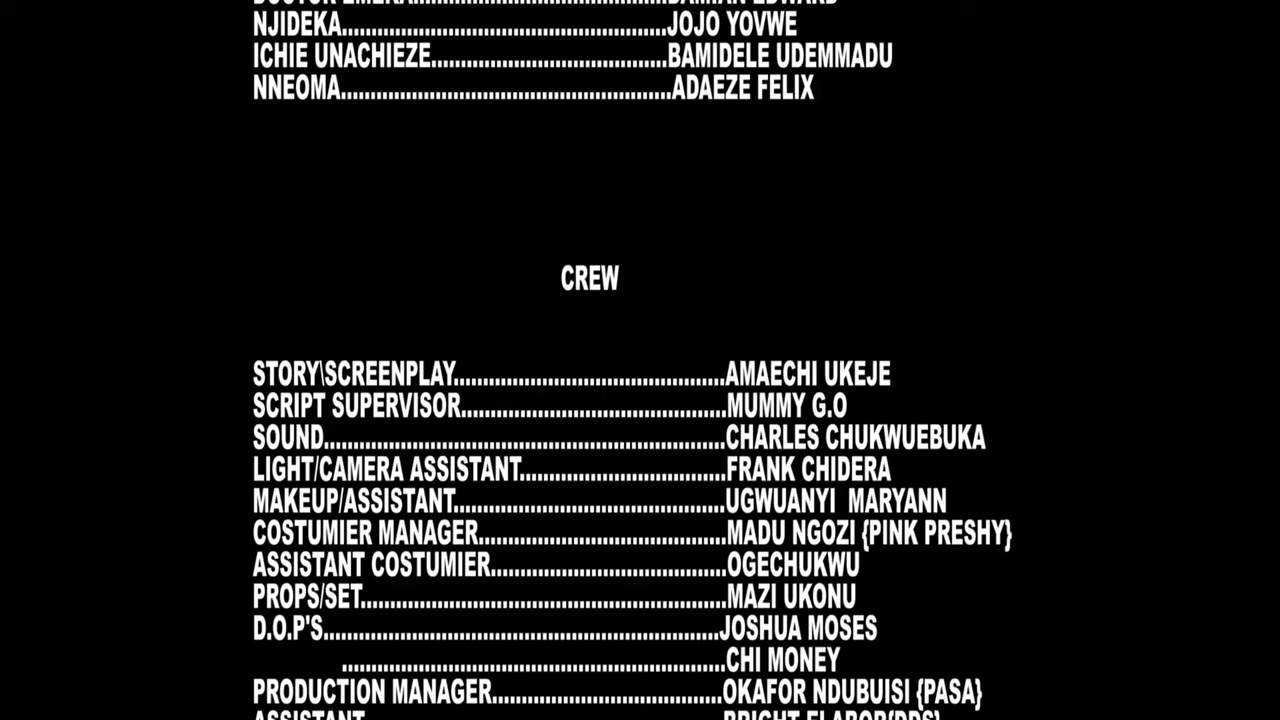 NJIDEKA........................................................JOJO YOVWE
ICHIE UNACHIEZE........................................BAMIDELE UDEMMADU
NNEOMA........................................................ADAEZE FELIX
CREW
STORY\SCREENPLAY..............................................AMAECHI UKEJE
SCRIPT SUPERVISOR.............................................MUMMY G.O
SOUND....................................................................CHARLES CHUKWUEBUKA
LIGHT/CAMERA ASSISTANT...................................FRANK CHIDERA
MAKEUP/ASSISTANT..............................................UGWUANYI  MARYANN
COSTUMIER MANAGER..........................................MADU NGOZI {PINK PRESHY}
ASSISTANT COSTUMIER........................................OGECHUKWU
PROPS/SET..............................................................MAZI UKONU
D.O.P'S...................................................................JOSHUA MOSES
.................................................................CHI MONEY
PRODUCTION MANAGER.......................................OKAFOR NDUBUISI {PASA}
ASSISTANT